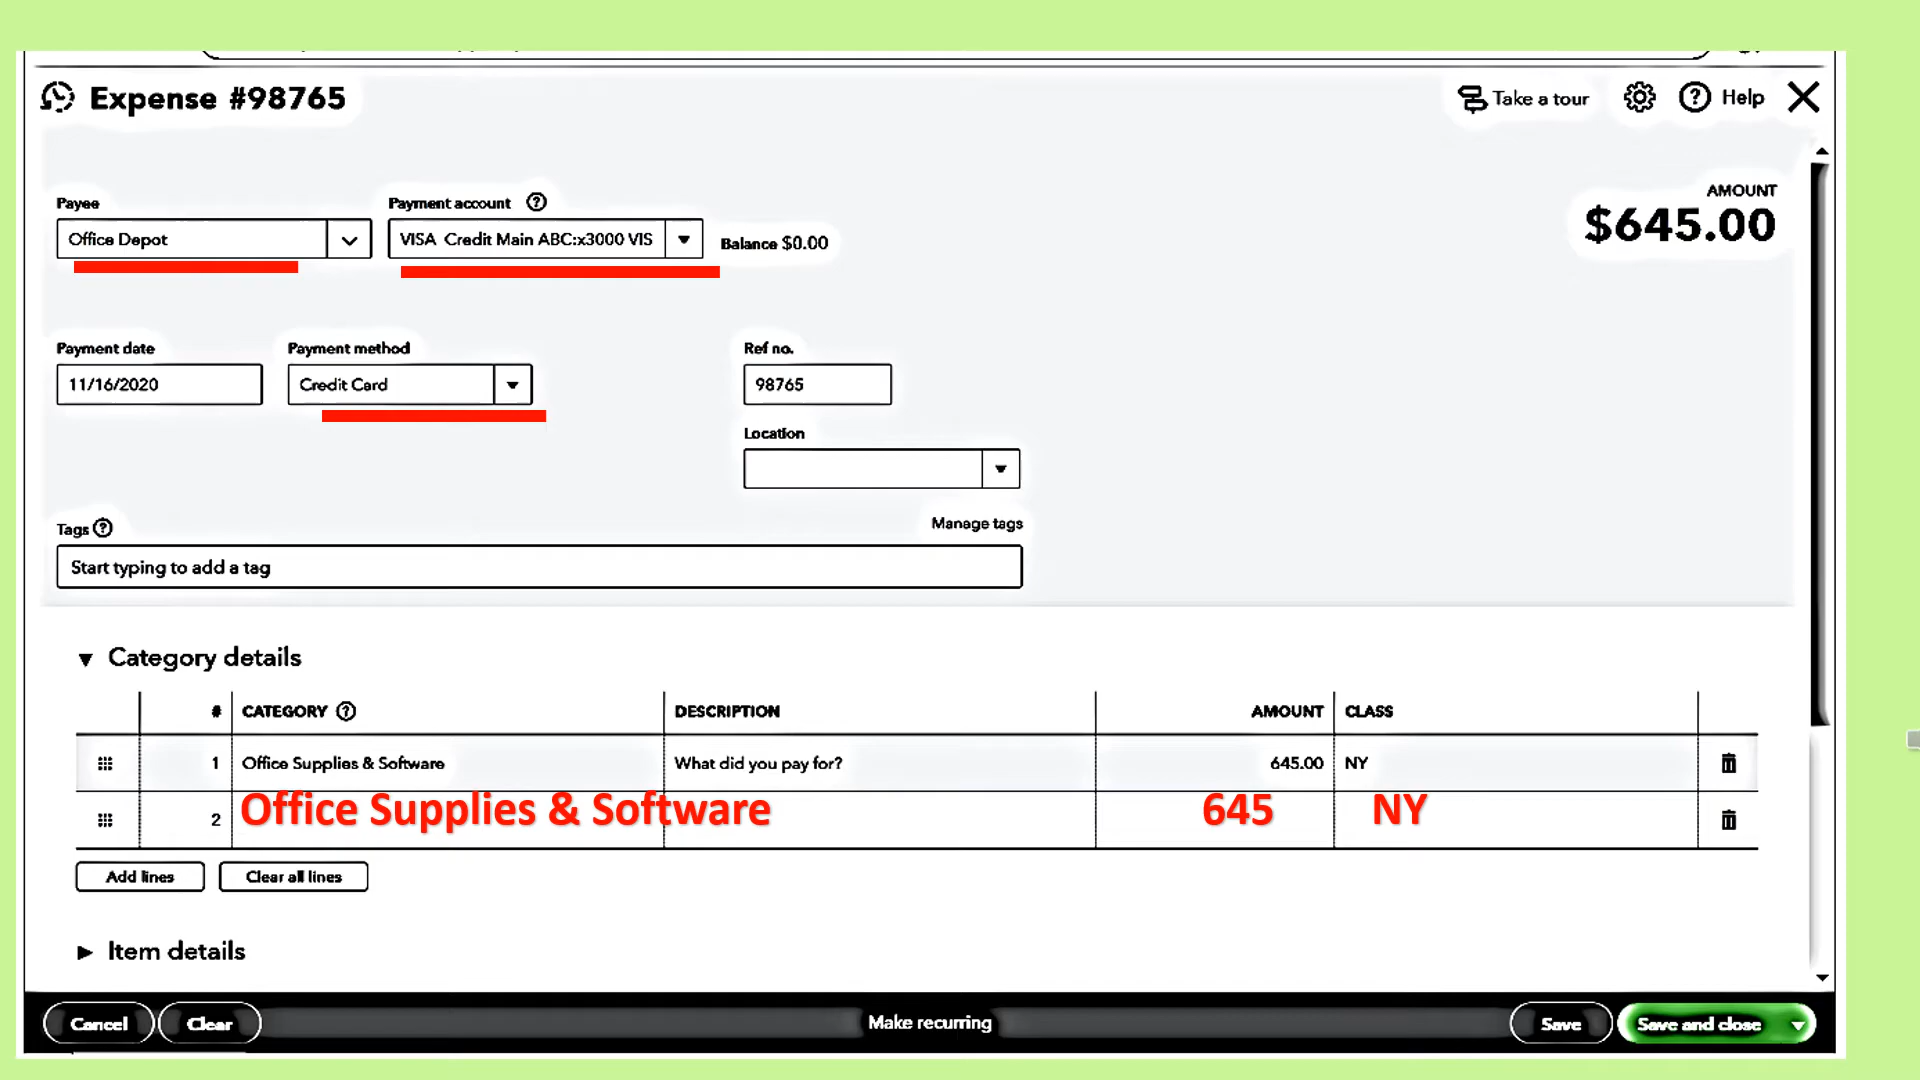 Expense #98765
Take a tour
Help
AMOUNT
$645.00
Payee
Payment account
Office Depot
VISA Credit Main ABC:x3000 VIS
Balance $0.00
Payment date
Payment method
Ref no.
11/16/2020
Credit Card
98765
Location
Tags
Manage tags
Start typing to add a tag
Category details
# CATEGORY DESCRIPTION AMOUNT CLASS
1 Office Supplies & Software What did you pay for? 645.00 NY
2 Office Supplies & Software 645 NY
Add lines
Clear all lines
Item details
Cancel
Clear
Make recurring
Save
Save and close